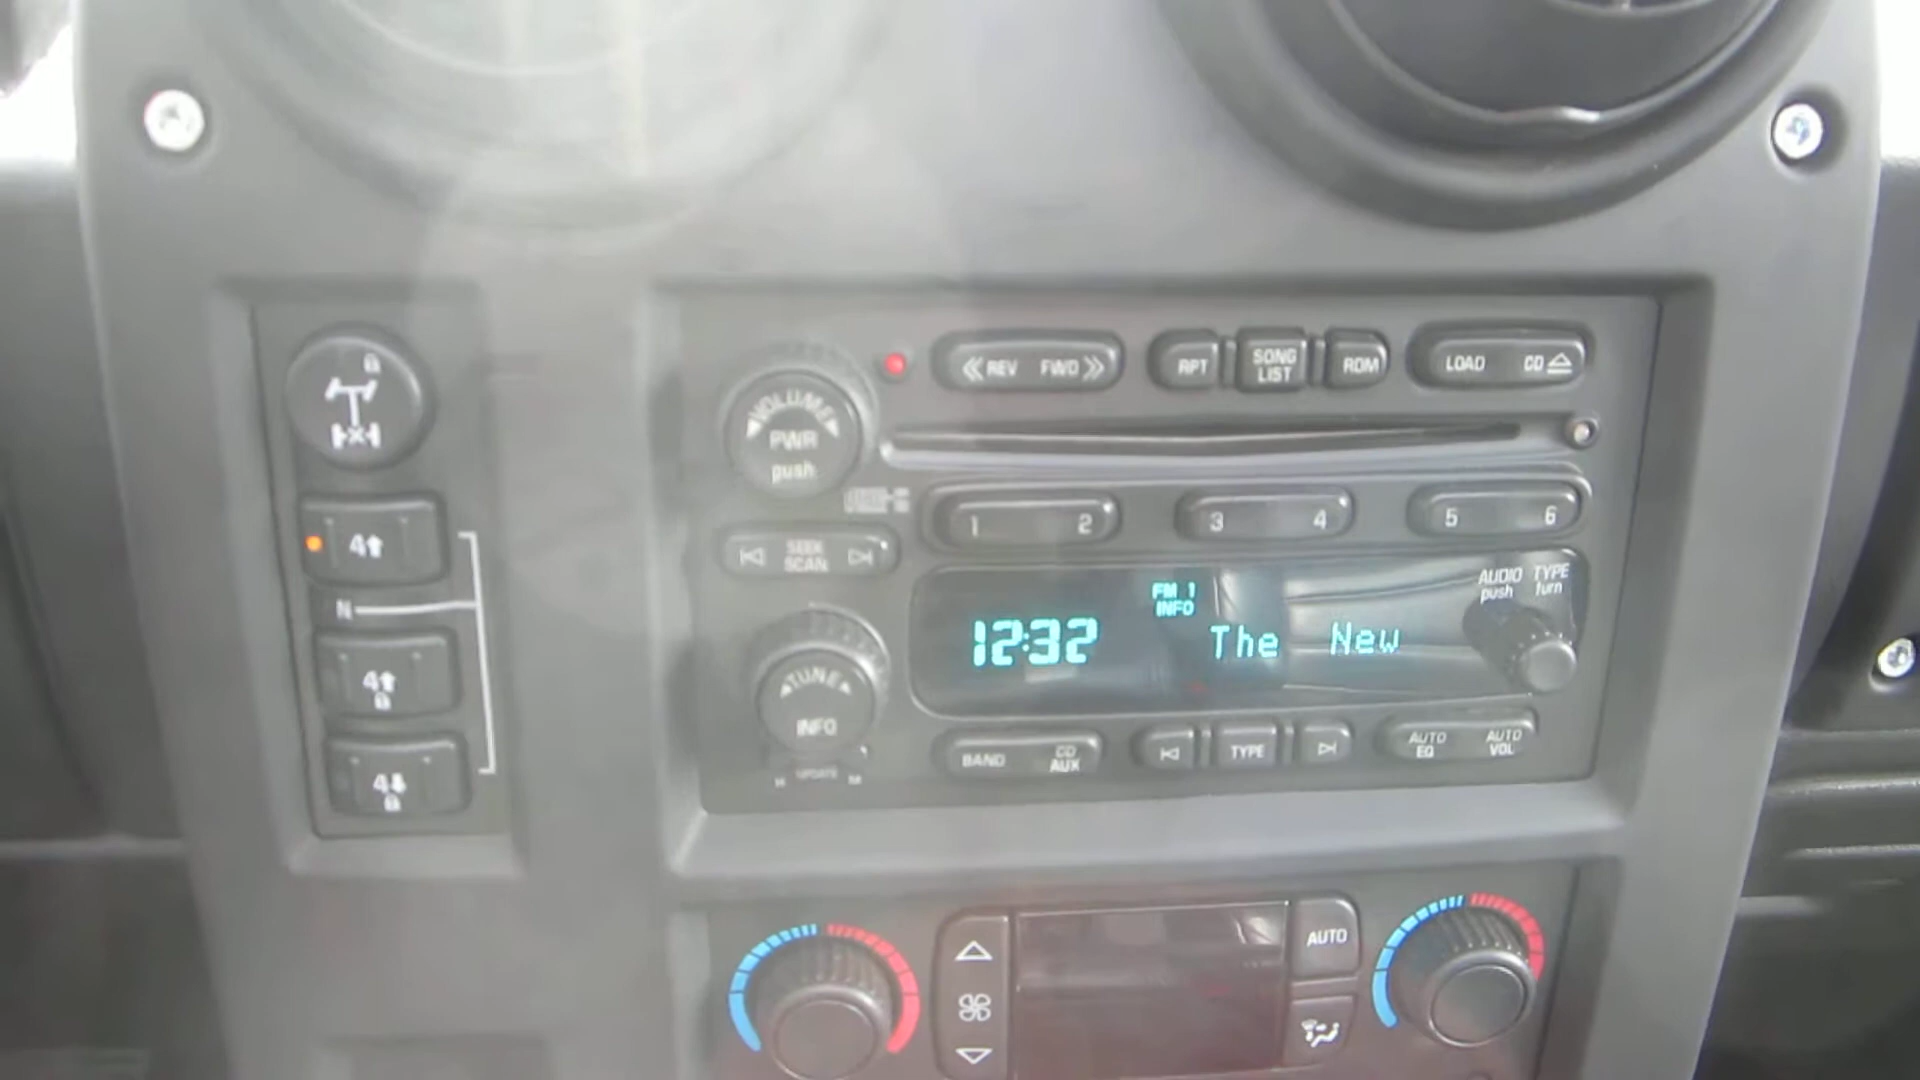 REV FWD
RPT
SONG
LIST
RDM
LOAD CD
VOLUME
PWR
push
1 2
3 4
5 6
SEEK
SCAN
4
N
4
4
FM 1
INFO
12:32
The New
AUDIO
push
TYPE
turn
TUNE
INFO
H UPDATE M
BAND
CD
AUX
TYPE
AUTO
EQ
AUTO
VOL
AUTO